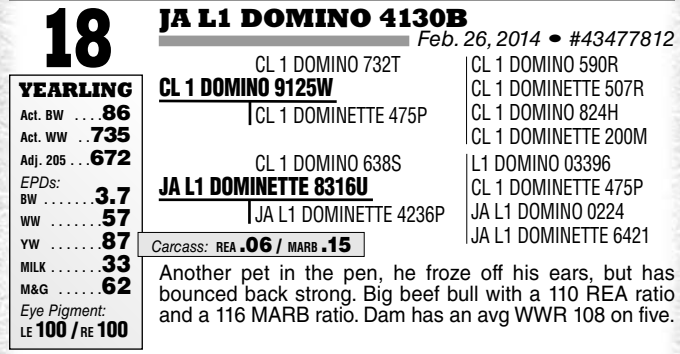 18
JA L1 DOMINO 4130B
Feb. 26, 2014 • #43477812
YEARLING
Act. BW ....86
Act. WW ..735
Adj. 205 ...672
EPDs:
BW .......3.7
WW .......57
YW .......87
MILK .......33
M&G ......62
Eye Pigment:
LE 100 / RE 100
CL 1 DOMINO 732T
CL 1 DOMINO 9125W
CL 1 DOMINETTE 475P
CL 1 DOMINO 638S
JA L1 DOMINETTE 8316U
JA L1 DOMINETTE 4236P
CL 1 DOMINO 590R
CL 1 DOMINETTE 507R
CL 1 DOMINO 824H
CL 1 DOMINETTE 200M
L1 DOMINO 03396
CL 1 DOMINETTE 475P
JA L1 DOMINO 0224
JA L1 DOMINETTE 6421
Carcass: REA .06 / MARB .15
Another pet in the pen, he froze off his ears, but has
bounced back strong. Big beef bull with a 110 REA ratio
and a 116 MARB ratio. Dam has an avg WWR 108 on five.